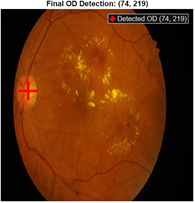 Final OD Detection: (74, 219)
Detected OD (74, 219)